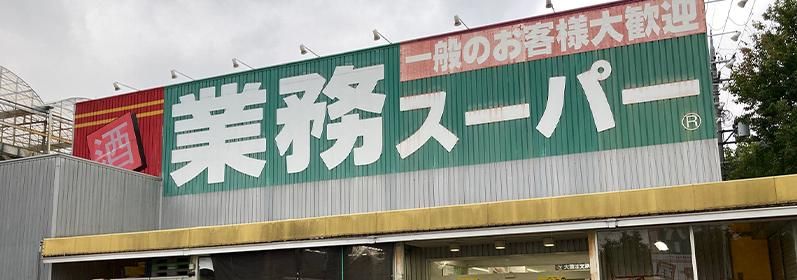 一般のお客様大歓迎
酒
業務スーパー
®